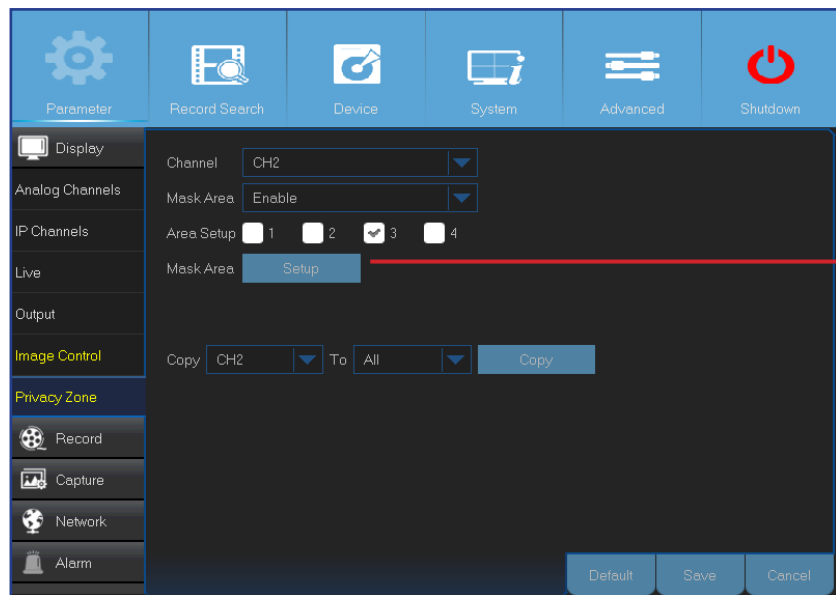 Parameter Record Search Device System Advanced Shutdown
Display
Analog Channels
IP Channels
Live
Output
Image Control
Privacy Zone
Record
Capture
Network
Alarm
Channel CH2
Mask Area Enable
Area Setup 1 2 3 4
Mask Area Setup
Copy CH2 To All Copy
Default Save Cancel